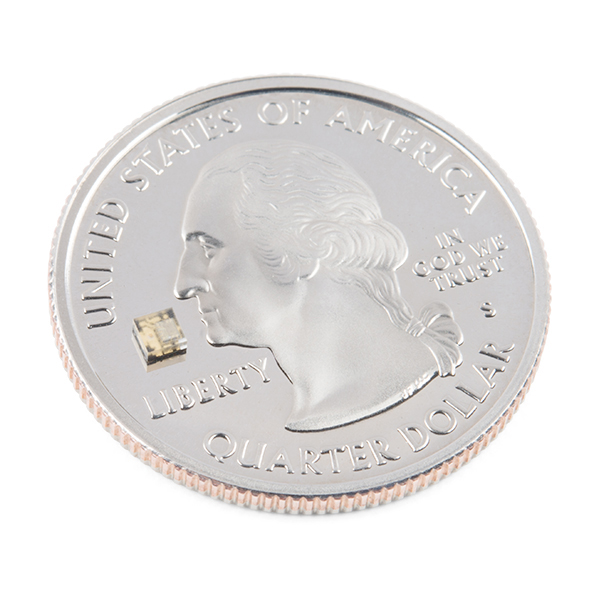 UNITED STATES OF AMERICA
LIBERTY
IN
GOD WE
TRUST
S
QUARTER DOLLAR